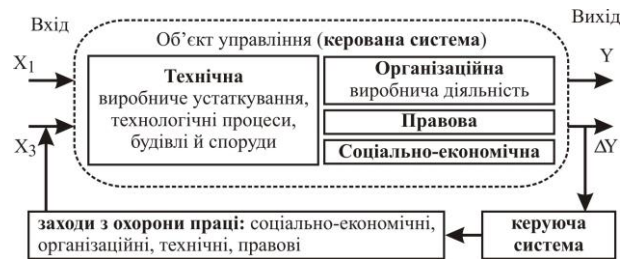 Вхід
Вихід
Об’єкт управління (керована система)
X1
Y
Технічна
виробниче устаткування,
технологічні процеси,
будівлі й споруди
Організаційна
виробнича діяльність
Правова
Соціально-економічна
X3
ΔY
заходи з охорони праці: соціально-економічні,
організаційні, технічні, правові
керуюча
система